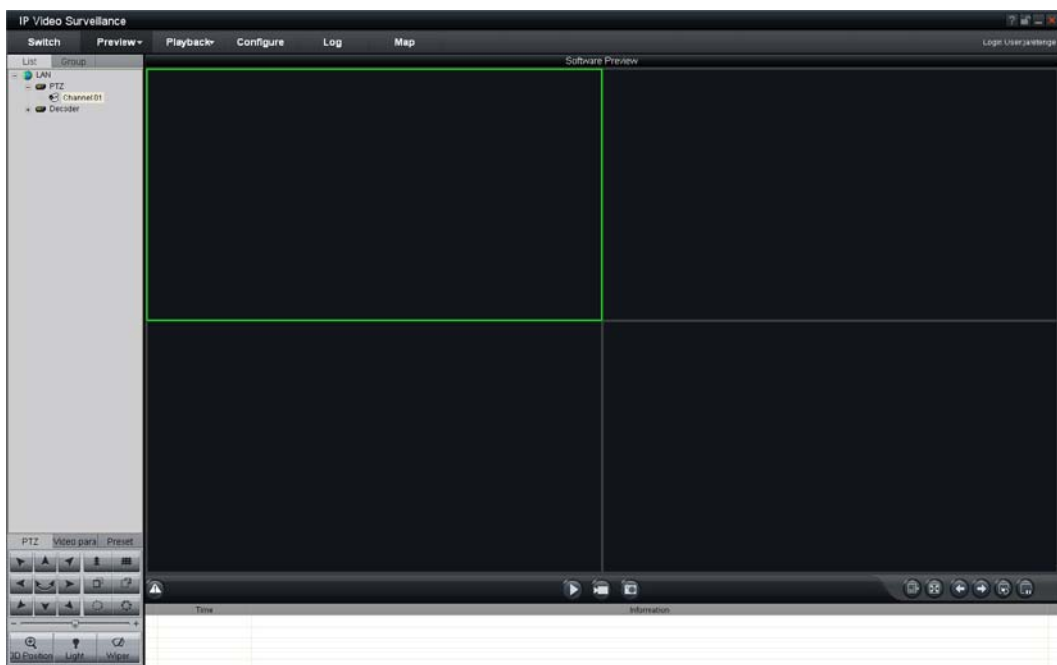 IP Video Surveillance
Switch Preview Playback Configure Log Map
List Group Software Preview
LAN
PTZ
Channel 01
Decoder
PTZ Video para Preset
Time Information
3D Position Light Wiper